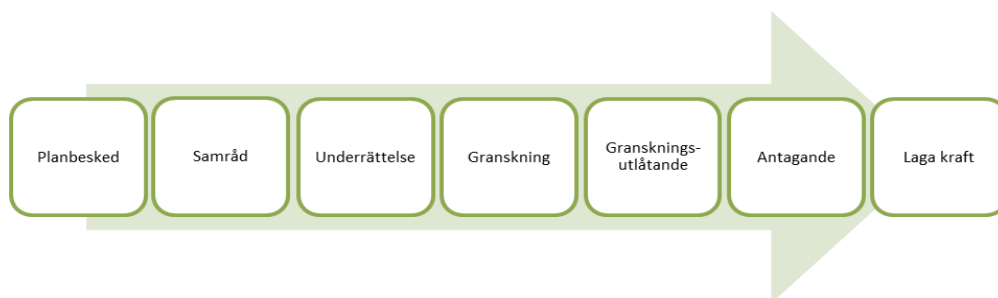 Planbesked
Samråd
Underrättelse
Granskning
Gransknings-
utlåtande
Antagande
Laga kraft